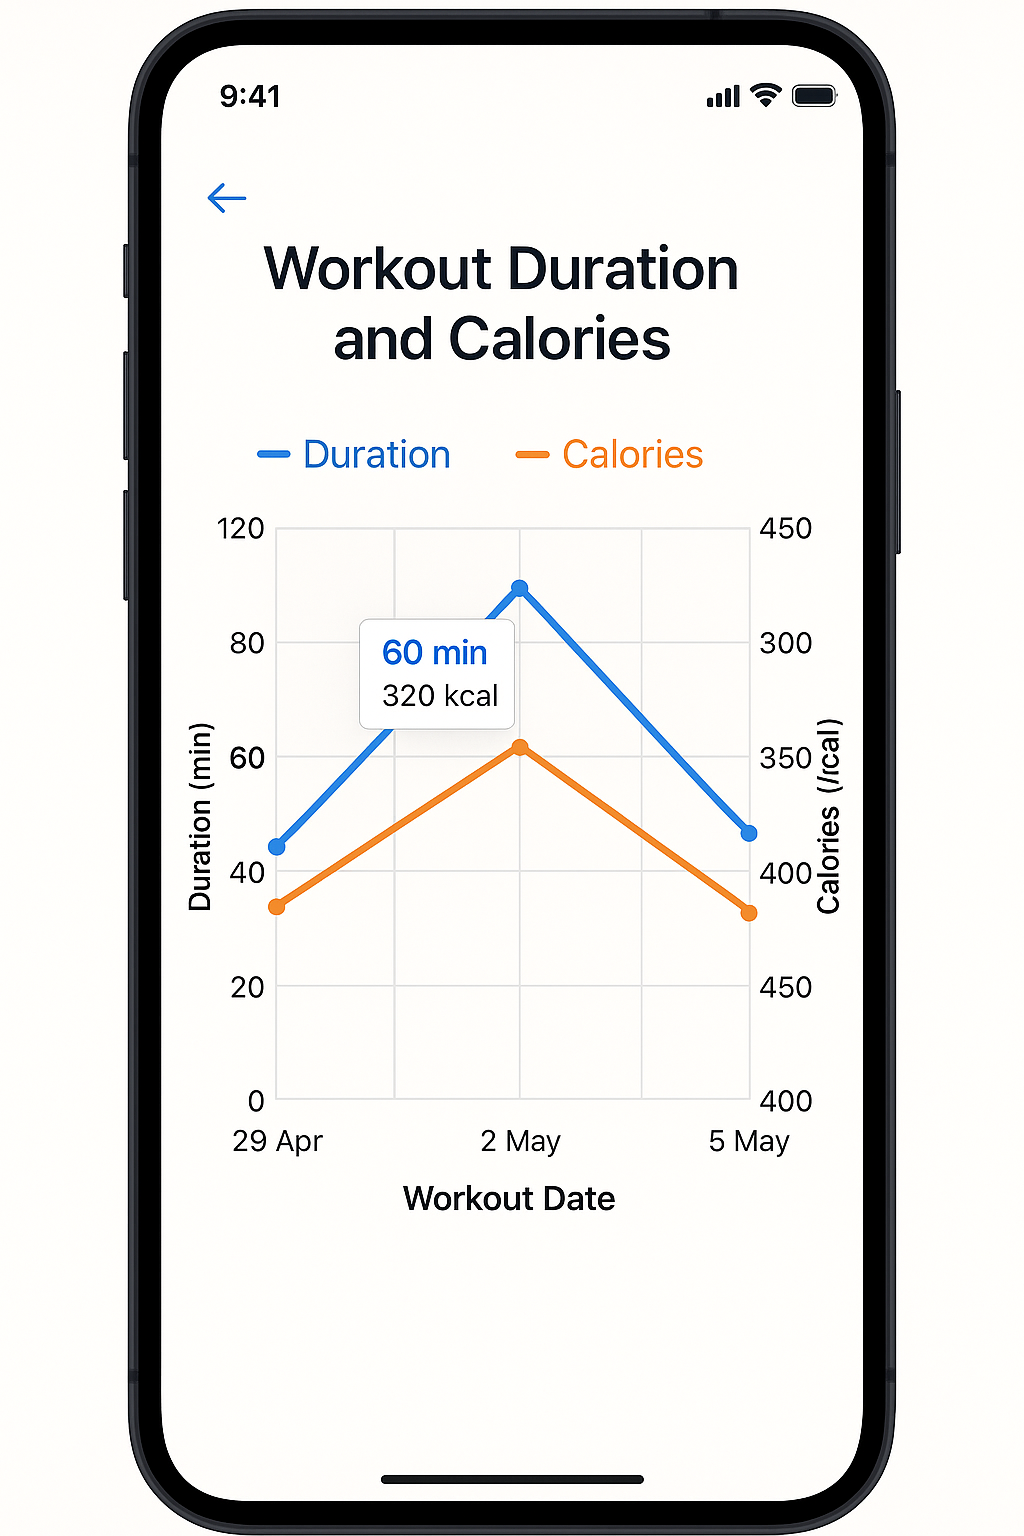 9:41
Workout Duration
and Calories
Duration Calories
120 450
80 300
60 min
320 kcal
60 350
40 400
20 450
0 400
Duration (min)
Calories
29 Apr 2 May 5 May
Workout Date